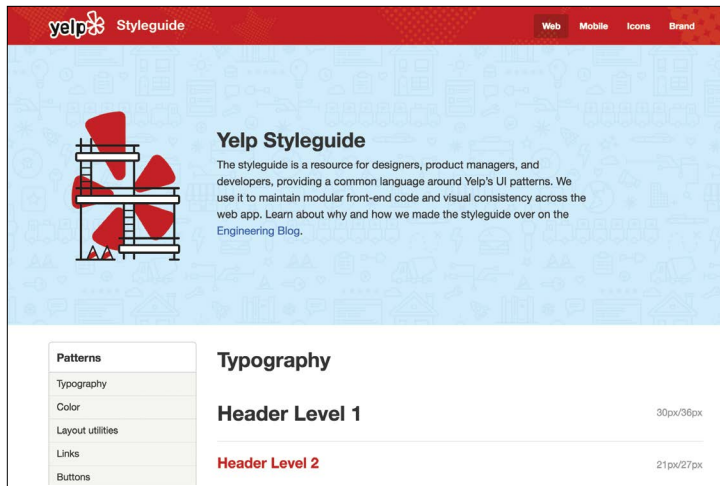 yelp Styleguide
Web Mobile Icons Brand
Yelp Styleguide
The styleguide is a resource for designers, product managers, and
developers, providing a common language around Yelp's UI patterns. We
use it to maintain modular front-end code and visual consistency across the
web app. Learn about why and how we made the styleguide over on the
Engineering Blog.
Patterns
Typography
Color
Layout utilities
Links
Buttons
Typography
Header Level 1 30px/36px
Header Level 2 21px/27px